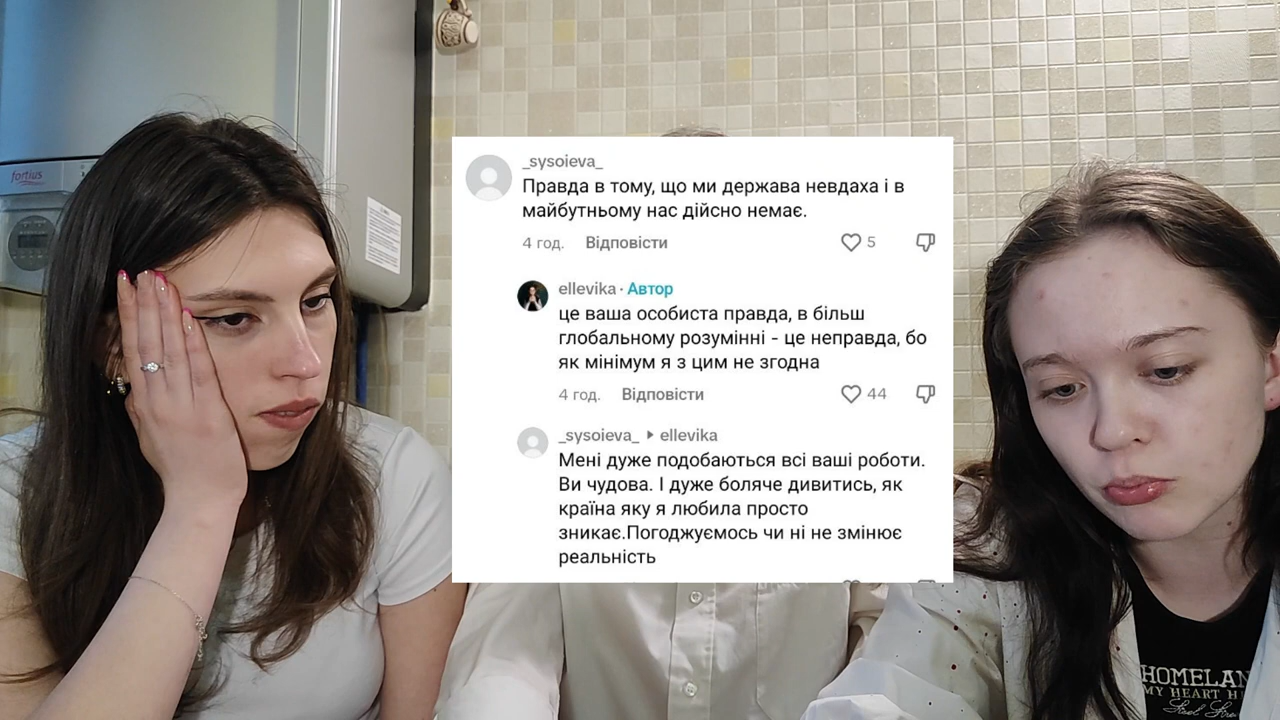 fortius
_sysoieva_
Правда в тому, що ми держава невдаха і в
майбутньому нас дійсно немає.
4 год. Відповісти 5
ellevika · Автор
це ваша особиста правда, в більш
глобальному розумінні - це неправда, бо
як мінімум я з цим не згодна
4 год. Відповісти 44
_sysoieva_ ▸ ellevika
Мені дуже подобаються всі ваші роботи.
Ви чудова. І дуже боляче дивитись, як
країна яку я любила просто
зникає.Погоджуємось чи ні не змінює
реальність
HOMELAN
MY HEART H